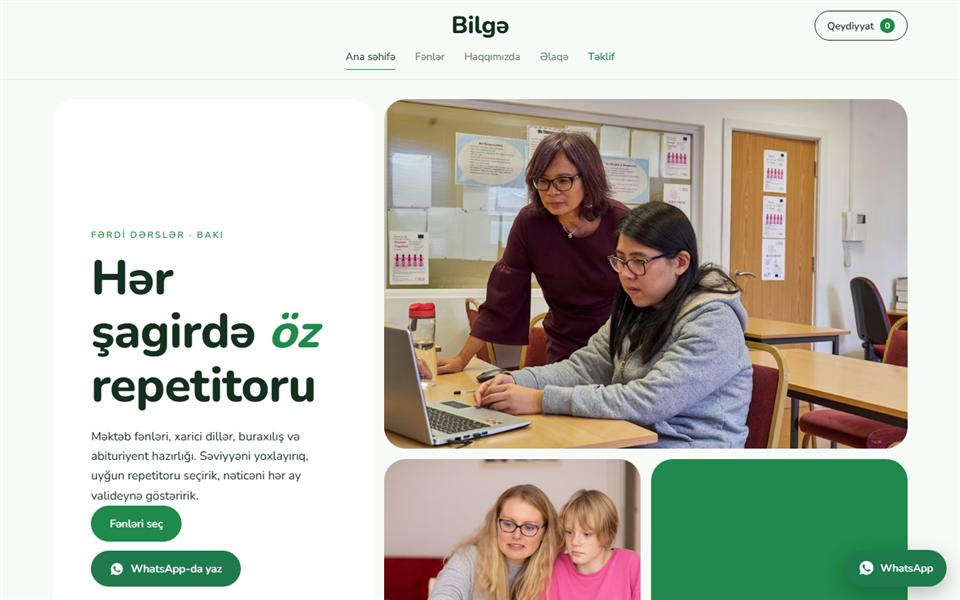 Bilgə
Qeydiyyat 0
Ana səhifə Fənlər Haqqımızda Əlaqə Təklif
FƏRDİ DƏRSLƏR · BAKI
Hər
şagirdə öz
repetitoru
Məktəb fənləri, xarici dillər, buraxılış və
abituriyent hazırlığı. Səviyyəni yoxlayırıq,
uyğun repetitoru seçirik, nəticəni hər ay
valideynə göstəririk.
Fənləri seç
WhatsApp-da yaz
WhatsApp